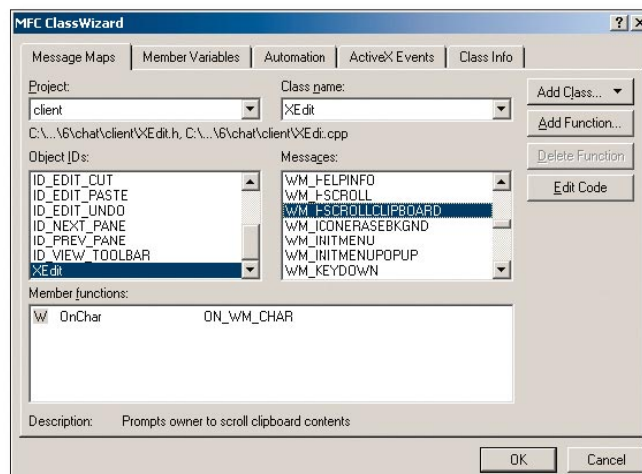 MFC ClassWizard
Message Maps Member Variables Automation ActiveX Events Class Info
Project: Class name:
client XEdit
Add Class...
Add Function...
Delete Function
Edit Code
C:\...\6\chat\client\XEdit.h, C:\...\6\chat\client\XEdi:.cpp
Object IDs: Messages:
ID_EDIT_CUT WM_HELPINFO
ID_EDIT_PASTE WM_HSCROLL
ID_EDIT_UNDO WM_HSCROLLCLIPBOARD
ID_NEXT_PANE WM_ICONERASEBKGND
ID_PREV_PANE WM_INITMENU
ID_VIEW_TOOLBAR WM_INITMENUPOPUP
XEdit WM_KEYDOWN
Member functions:
W OnChar ON_WM_CHAR
Description: Prompts owner to scroll clipboard contents
OK Cancel